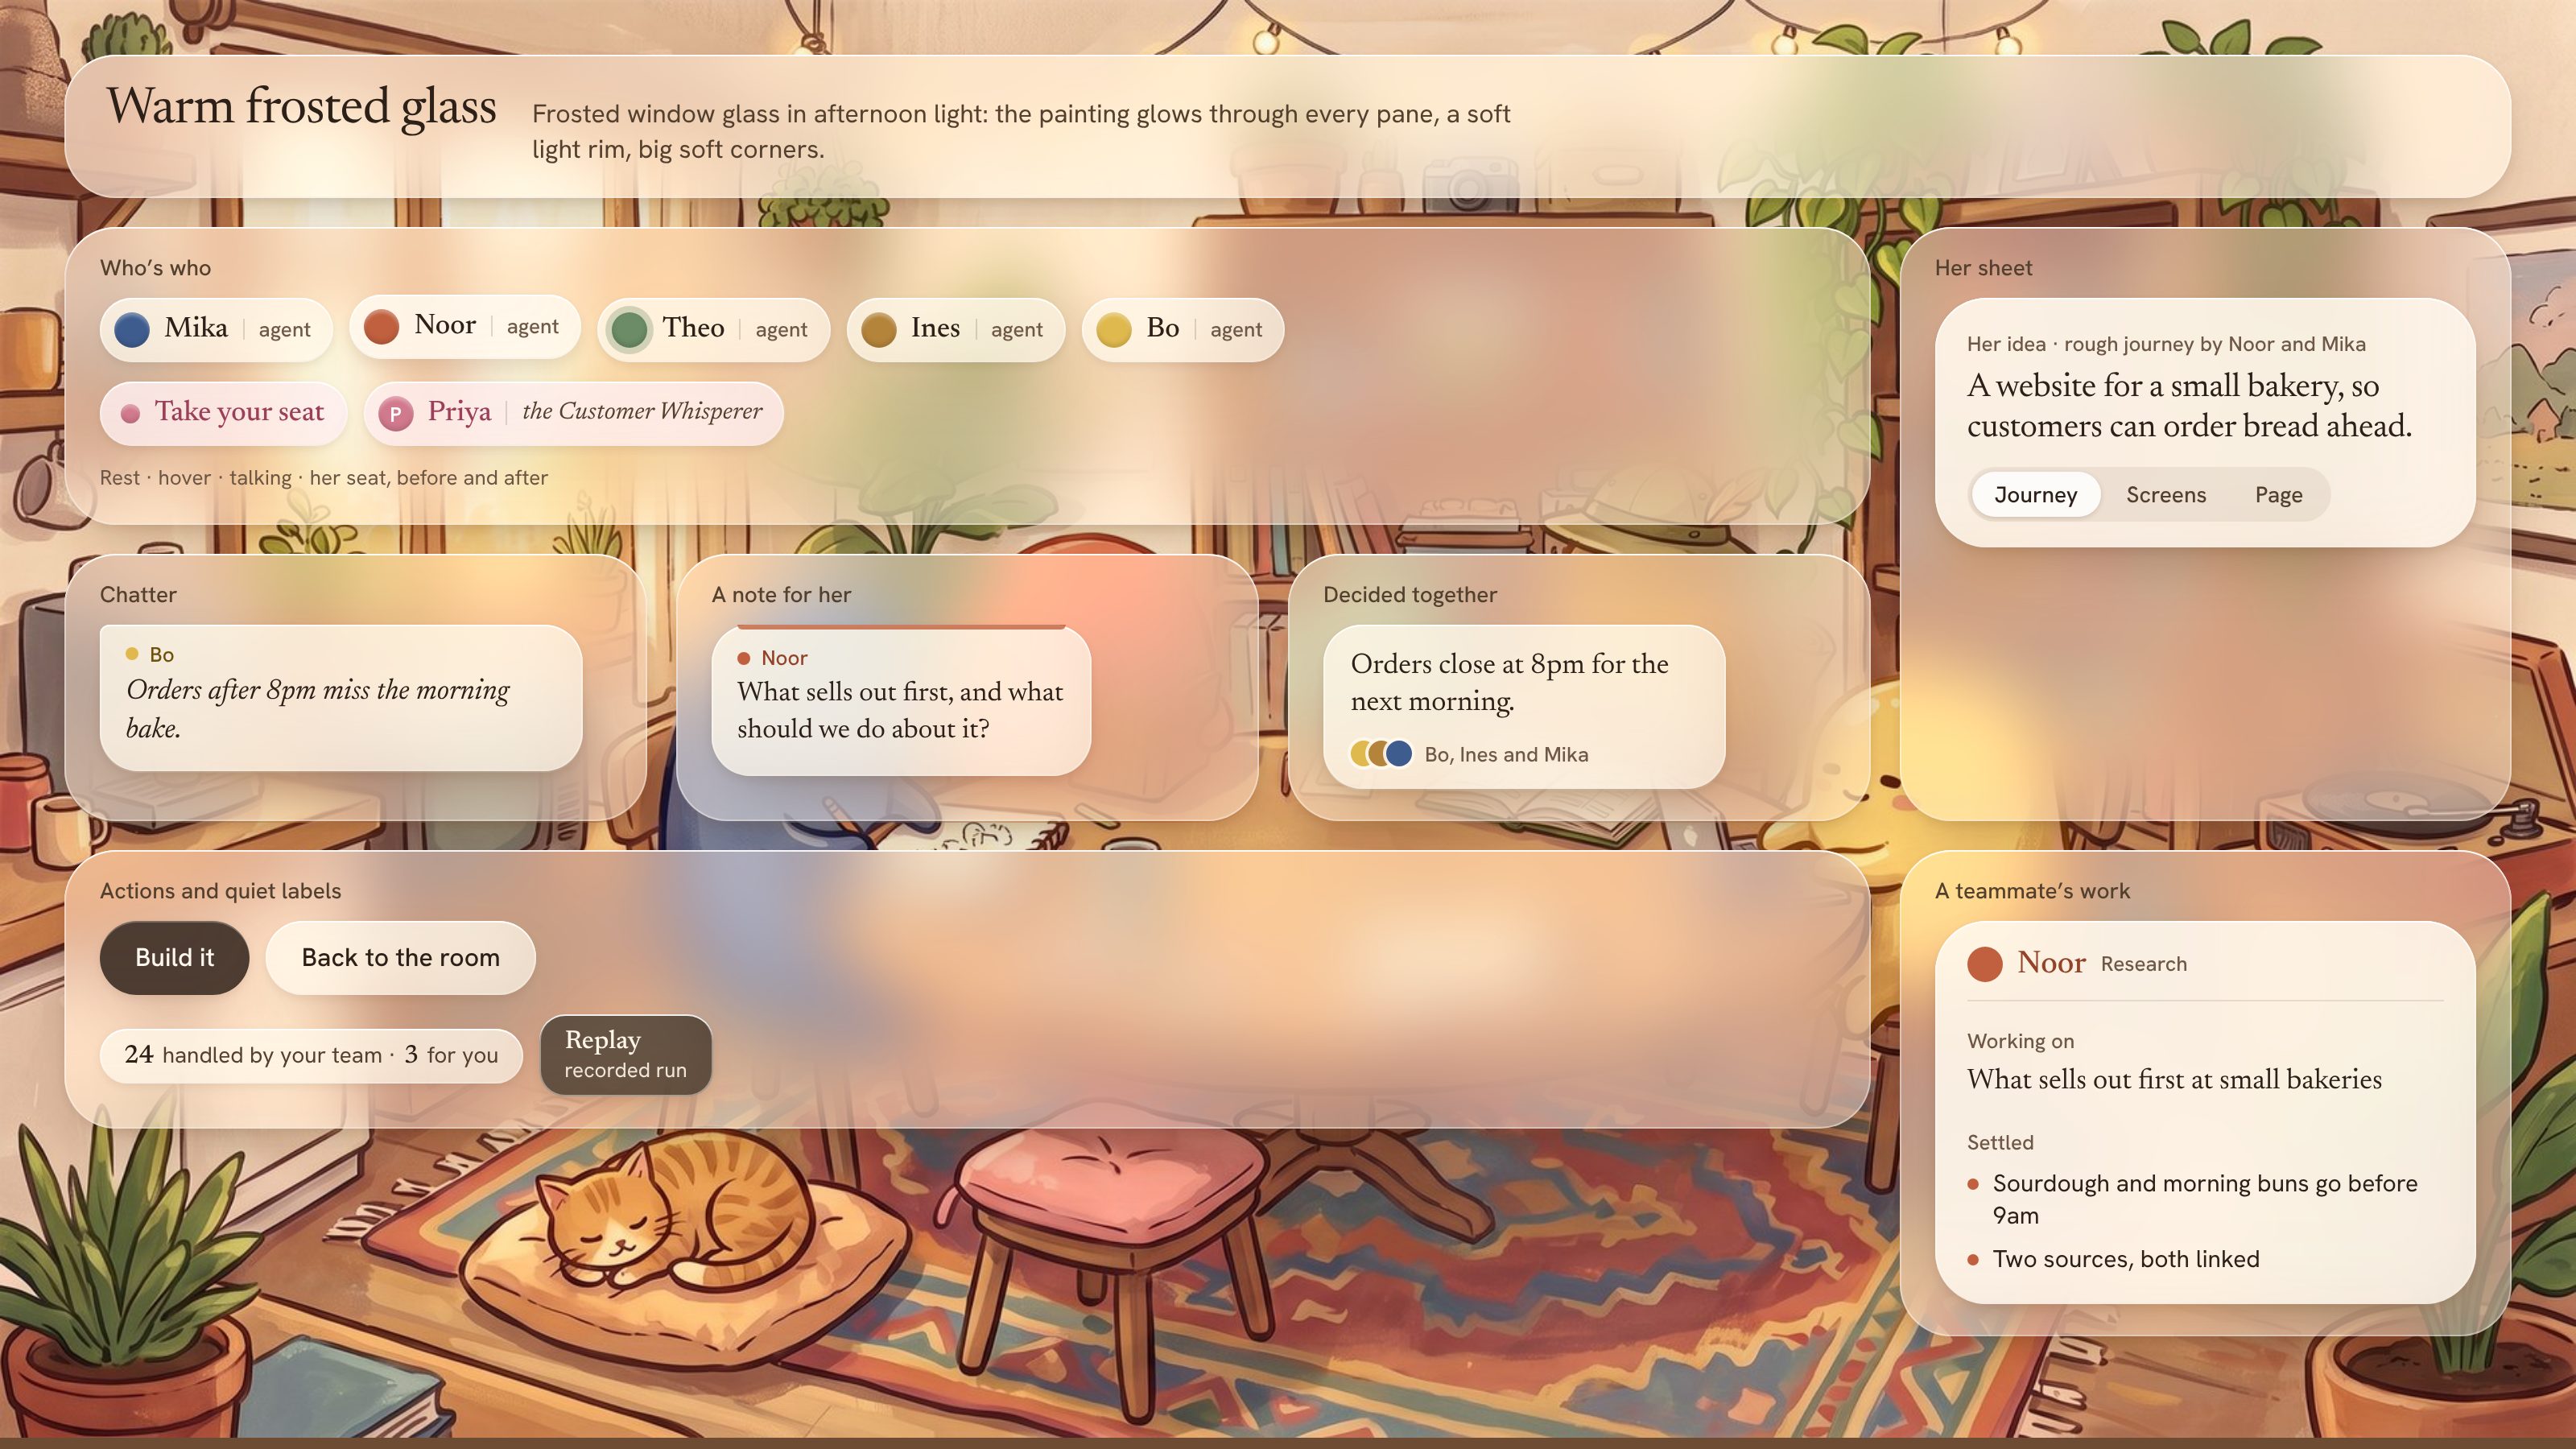 Warm frosted glass
Frosted window glass in afternoon light: the painting glows through every pane, a soft
light rim, big soft corners.
Who’s who
Mika agent
Noor agent
Theo agent
Ines agent
Bo agent
Take your seat
P Priya the Customer Whisperer
Rest · hover · talking · her seat, before and after
Her sheet
Her idea · rough journey by Noor and Mika
A website for a small bakery, so
customers can order bread ahead.
Journey Screens Page
Chatter
Bo
Orders after 8pm miss the morning
bake.
A note for her
Noor
What sells out first, and what
should we do about it?
Decided together
Orders close at 8pm for the
next morning.
Bo, Ines and Mika
Actions and quiet labels
Build it
Back to the room
24 handled by your team · 3 for you
Replay
recorded run
A teammate’s work
Noor Research
Working on
What sells out first at small bakeries
Settled
Sourdough and morning buns go before
9am
Two sources, both linked